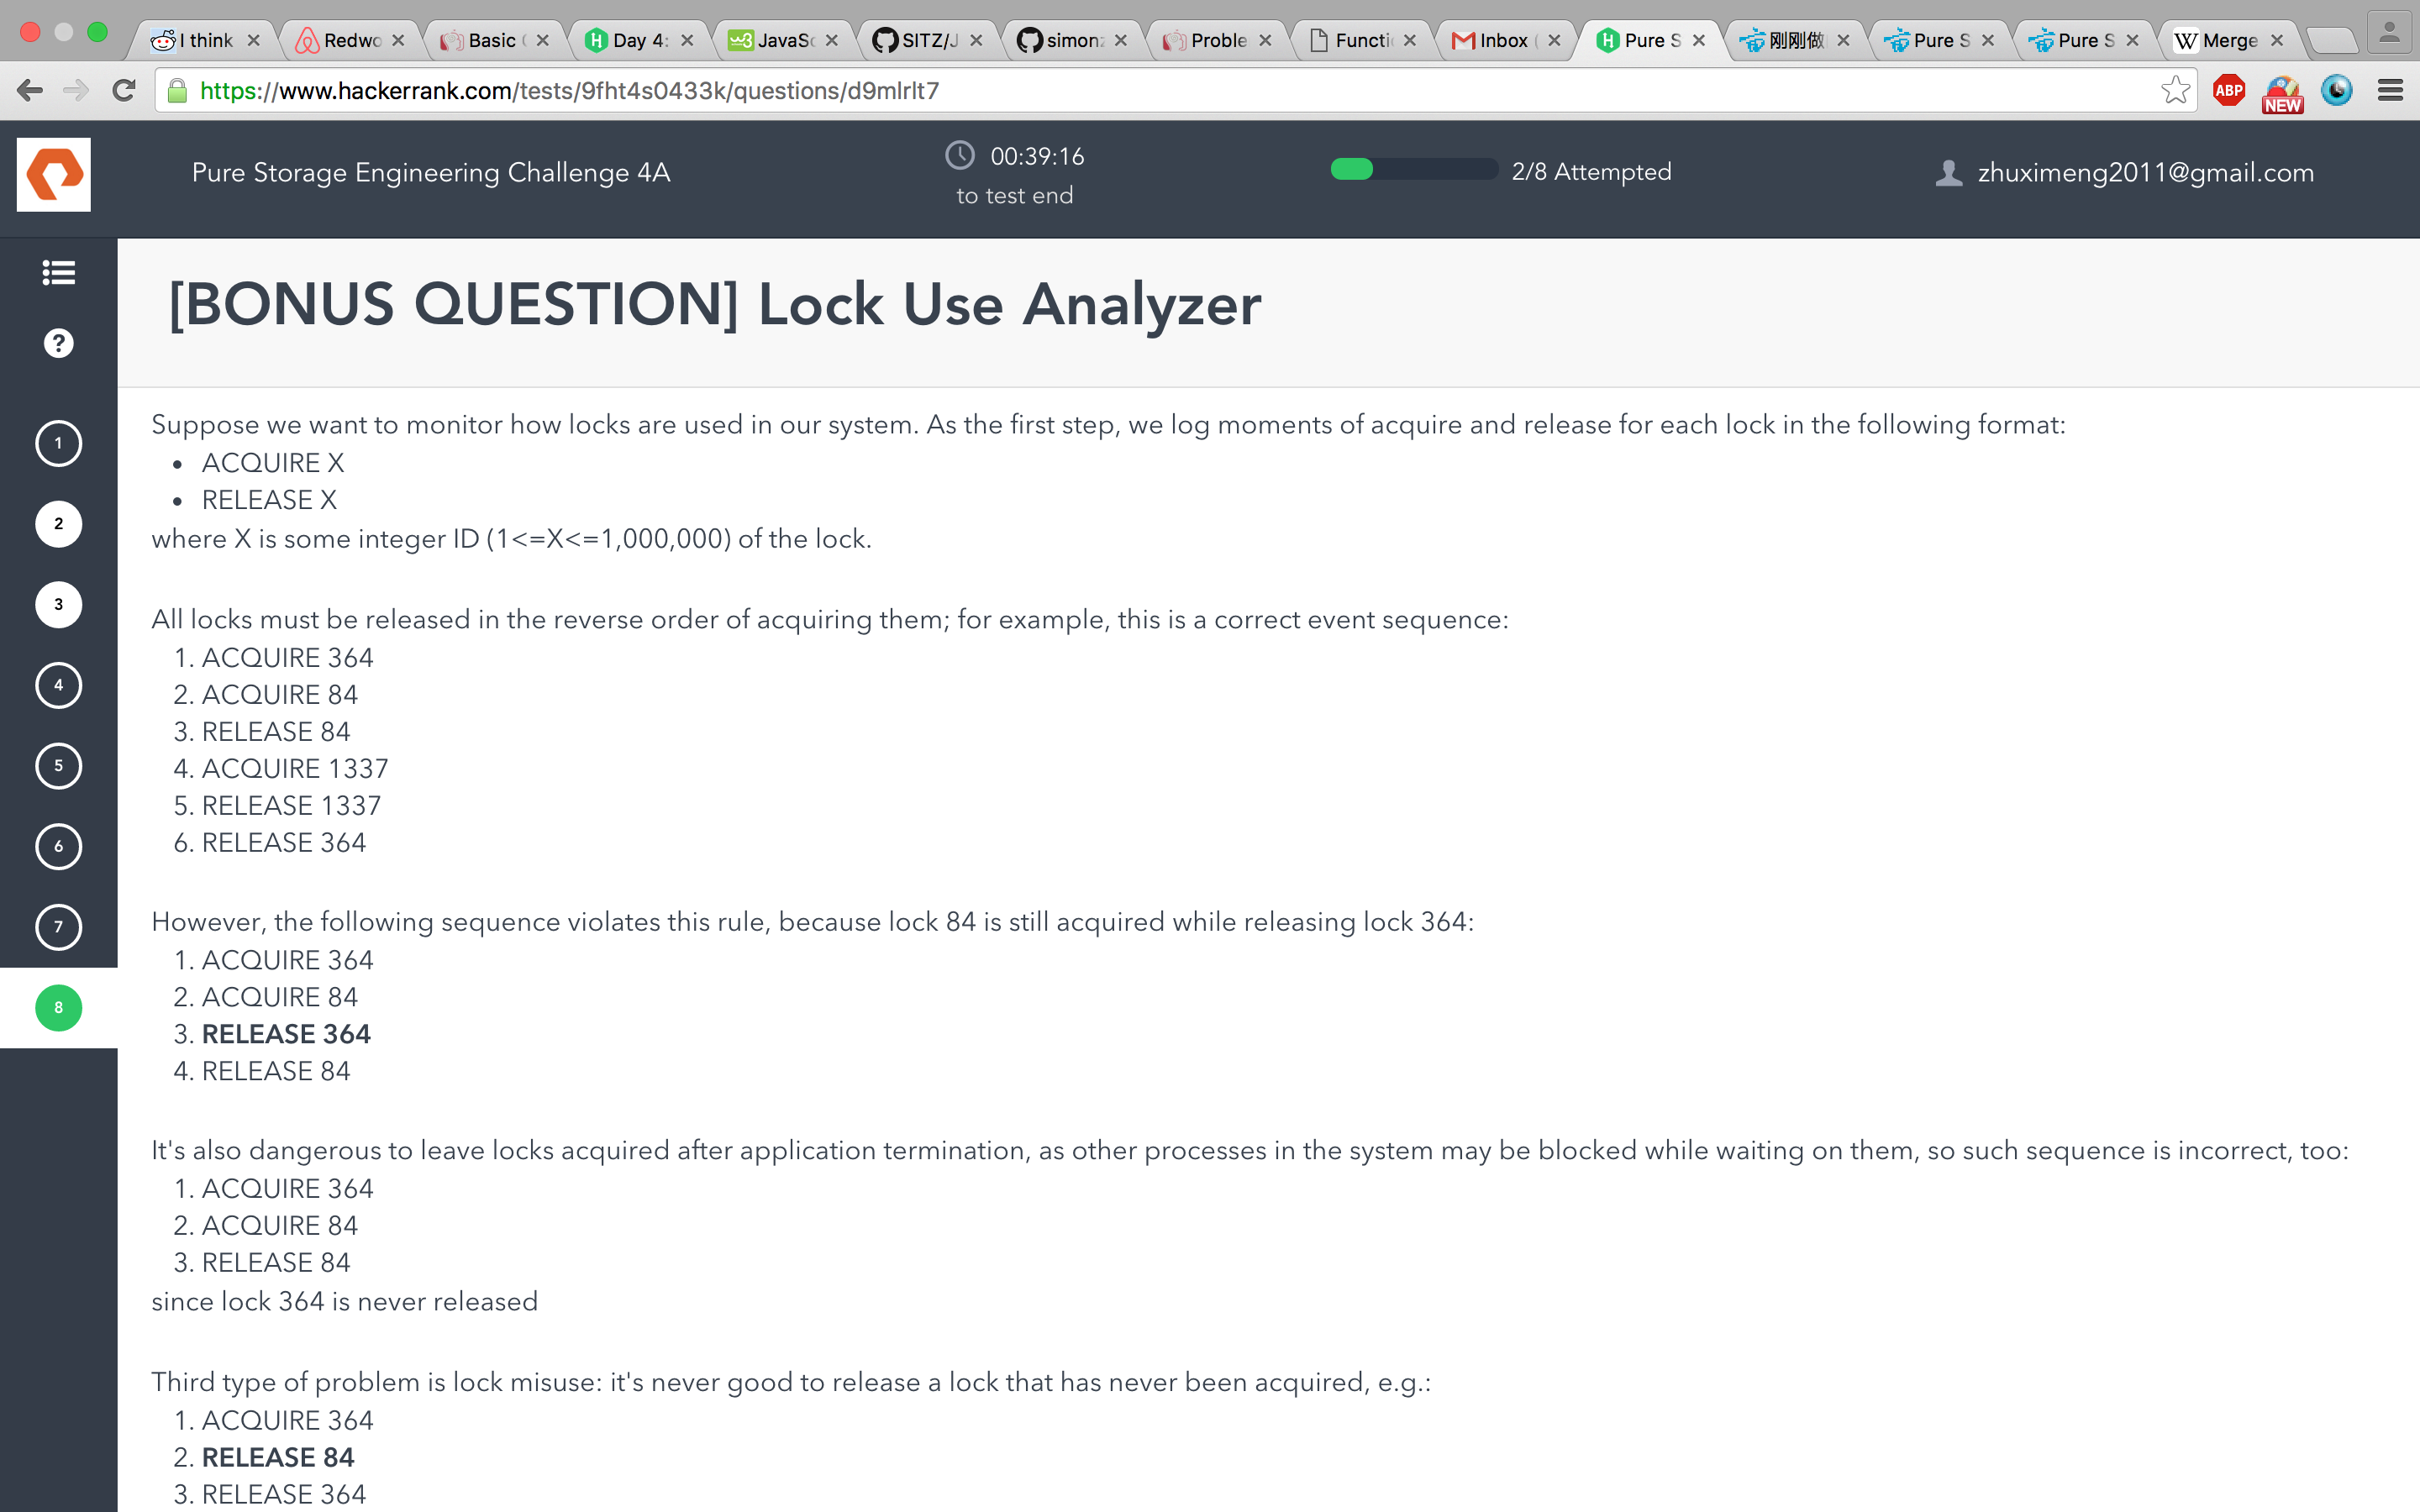 I think
Redwo
Basic (
Day 4:
JavaSc
SITZ/J
simonz
Proble
Functi
Inbox (
Pure S
刚刚做
Pure S
Pure S
Merge
https://www.hackerrank.com/tests/9fht4s0433k/questions/d9mlrlt7
ABP
NEW
Pure Storage Engineering Challenge 4A
00:39:16
to test end
2/8 Attempted
zhuximeng2011@gmail.com
?
1
2
3
4
5
6
7
8
[BONUS QUESTION] Lock Use Analyzer
Suppose we want to monitor how locks are used in our system. As the first step, we log moments of acquire and release for each lock in the following format:
• ACQUIRE X
• RELEASE X
where X is some integer ID (1<=X<=1,000,000) of the lock.
All locks must be released in the reverse order of acquiring them; for example, this is a correct event sequence:
1. ACQUIRE 364
2. ACQUIRE 84
3. RELEASE 84
4. ACQUIRE 1337
5. RELEASE 1337
6. RELEASE 364
However, the following sequence violates this rule, because lock 84 is still acquired while releasing lock 364:
1. ACQUIRE 364
2. ACQUIRE 84
3. RELEASE 364
4. RELEASE 84
It's also dangerous to leave locks acquired after application termination, as other processes in the system may be blocked while waiting on them, so such sequence is incorrect, too:
1. ACQUIRE 364
2. ACQUIRE 84
3. RELEASE 84
since lock 364 is never released
Third type of problem is lock misuse: it's never good to release a lock that has never been acquired, e.g.:
1. ACQUIRE 364
2. RELEASE 84
3. RELEASE 364